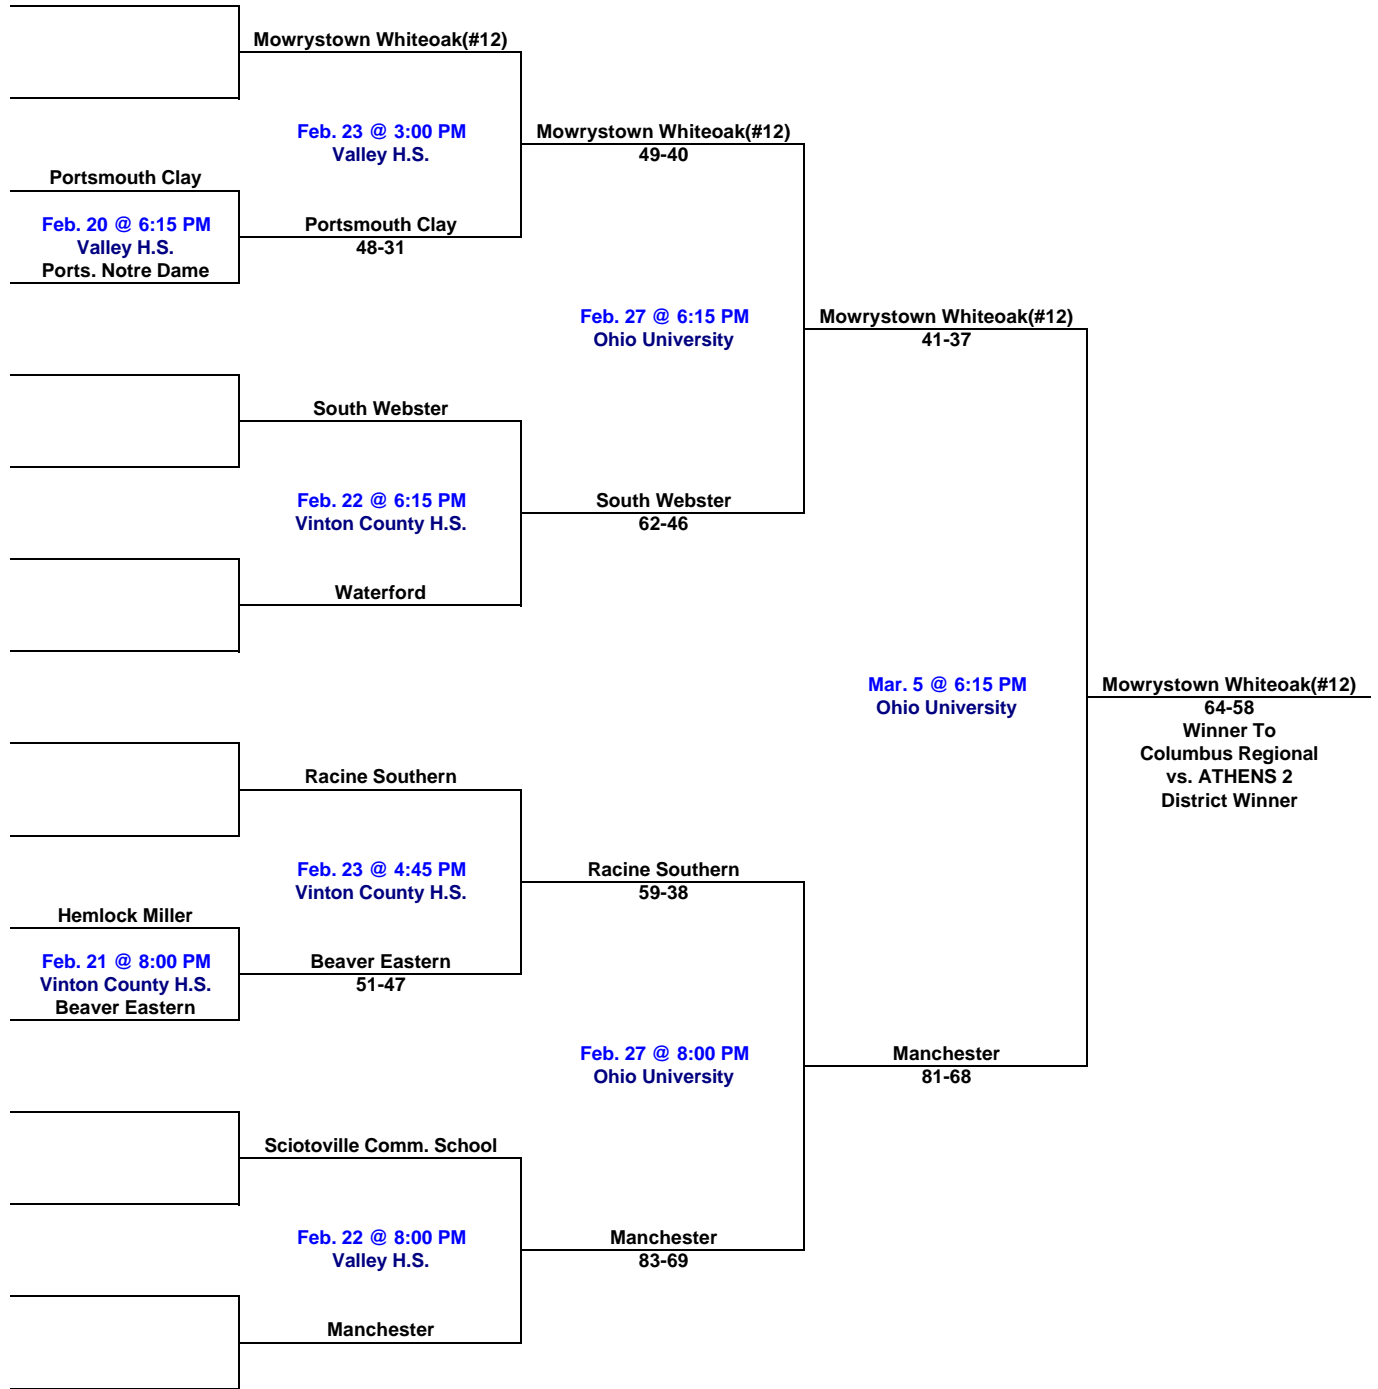 Mowrystown Whiteoak(#12)
Feb. 23 @ 3:00 PM
Valley H.S.
Mowrystown Whiteoak(#12)
49-40
Portsmouth Clay
Feb. 20 @ 6:15 PM
Valley H.S.
Ports. Notre Dame
Portsmouth Clay
48-31
Feb. 27 @ 6:15 PM
Ohio University
Mowrystown Whiteoak(#12)
41-37
South Webster
Feb. 22 @ 6:15 PM
Vinton County H.S.
South Webster
62-46
Waterford
Mar. 5 @ 6:15 PM
Ohio University
Mowrystown Whiteoak(#12)
64-58
Winner To
Columbus Regional
vs. ATHENS 2
District Winner
Racine Southern
Feb. 23 @ 4:45 PM
Vinton County H.S.
Racine Southern
59-38
Hemlock Miller
Feb. 21 @ 8:00 PM
Vinton County H.S.
Beaver Eastern
Beaver Eastern
51-47
Feb. 27 @ 8:00 PM
Ohio University
Manchester
81-68
Sciotoville Comm. School
Feb. 22 @ 8:00 PM
Valley H.S.
Manchester
83-69
Manchester